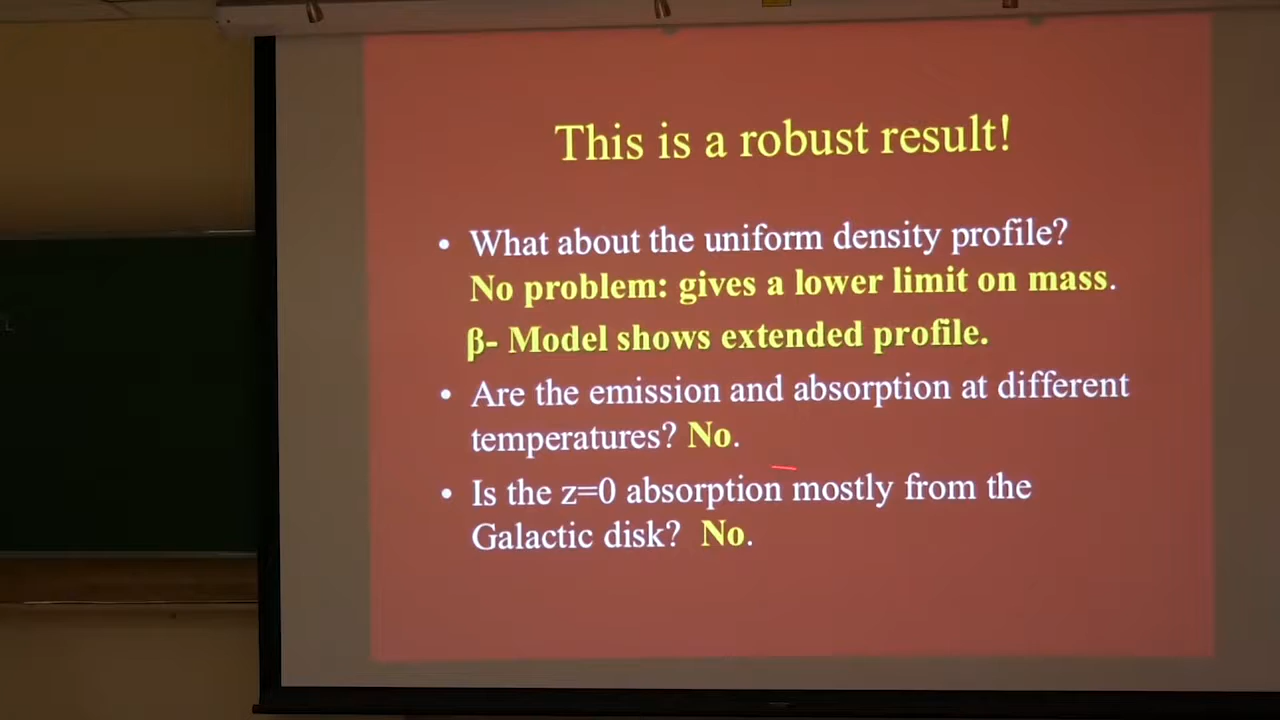 This is a robust result!
• What about the uniform density profile?
No problem: gives a lower limit on mass.
β- Model shows extended profile.
• Are the emission and absorption at different
temperatures? No.
• Is the z=0 absorption mostly from the
Galactic disk? No.